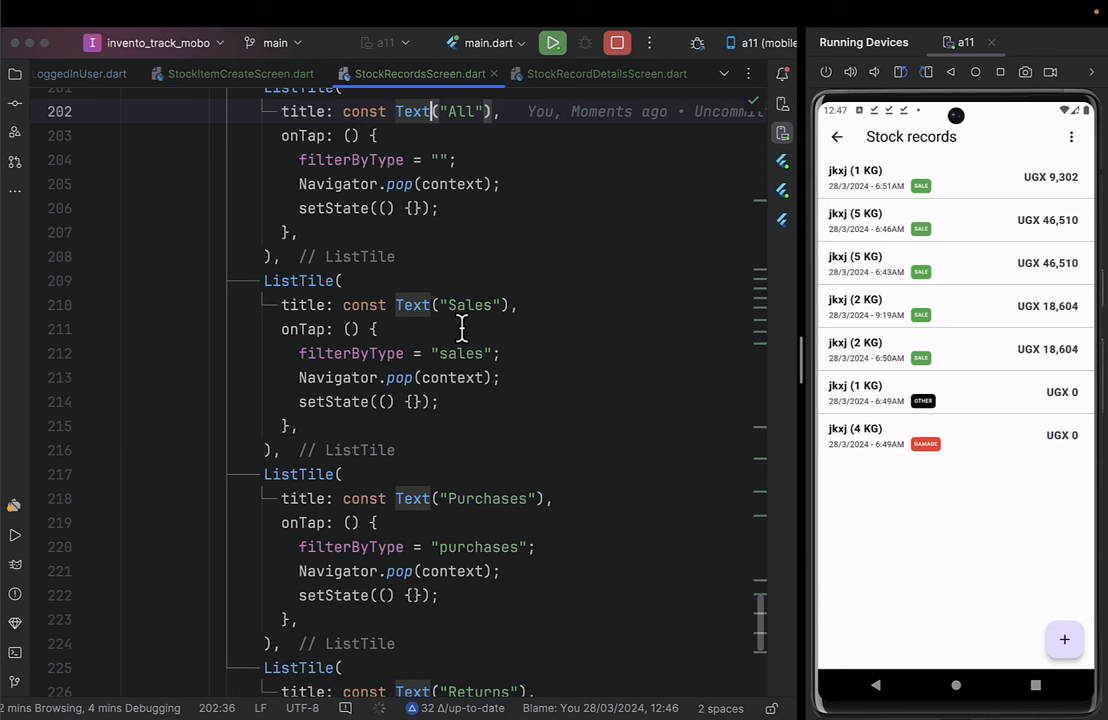 invento_track_mobo
main
a11
main.dart
a11 (mobile
Running Devices
a11
LoggedInUser.dart
StockItemCreateScreen.dart
StockRecordsScreen.dart
StockRecordDetailsScreen.dart
ListTile(
202 title: const Text("All"), You, Moments ago • Uncommit
203 onTap: () {
204 filterByType = "";
205 Navigator.pop(context);
206 setState(() {});
207 },
208 ), // ListTile
209 ListTile(
210 title: const Text("Sales"),
211 onTap: () {
212 filterByType = "sales";
213 Navigator.pop(context);
214 setState(() {});
215 },
216 ), // ListTile
217 ListTile(
218 title: const Text("Purchases"),
219 onTap: () {
220 filterByType = "purchases";
221 Navigator.pop(context);
222 setState(() {});
223 },
224 ), // ListTile
225 ListTile(
226 title: const Text("Returns"),
2 mins Browsing, 4 mins Debugging
202:36
LF
UTF-8
32 Δ/up-to-date
Blame: You 28/03/2024, 12:46
2 spaces
12:47
Stock records
jkxj (1 KG)
28/3/2024 - 6:51AM SALE
UGX 9,302
jkxj (5 KG)
28/3/2024 - 6:46AM SALE
UGX 46,510
jkxj (5 KG)
28/3/2024 - 6:43AM SALE
UGX 46,510
jkxj (2 KG)
28/3/2024 - 9:19AM SALE
UGX 18,604
jkxj (2 KG)
28/3/2024 - 6:50AM SALE
UGX 18,604
jkxj (1 KG)
28/3/2024 - 6:49AM OTHER
UGX 0
jkxj (4 KG)
28/3/2024 - 6:49AM DAMAGE
UGX 0